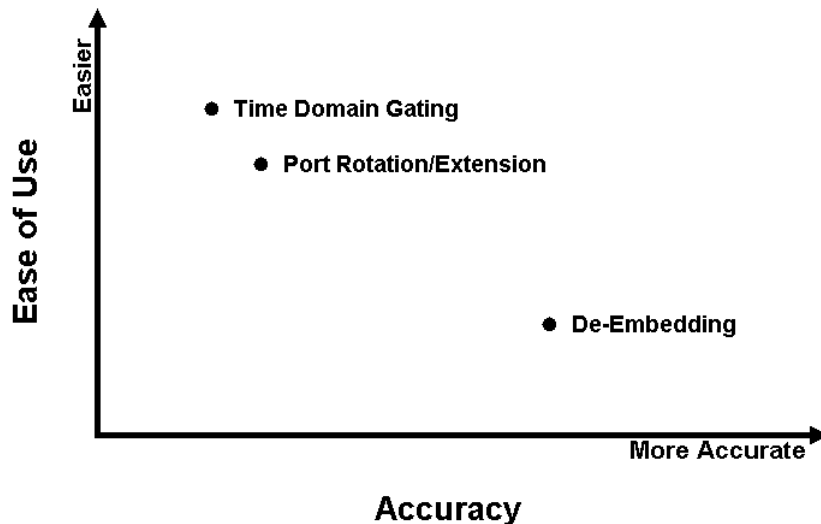 Easier
Ease of Use
Time Domain Gating
Port Rotation/Extension
De-Embedding
More Accurate
Accuracy